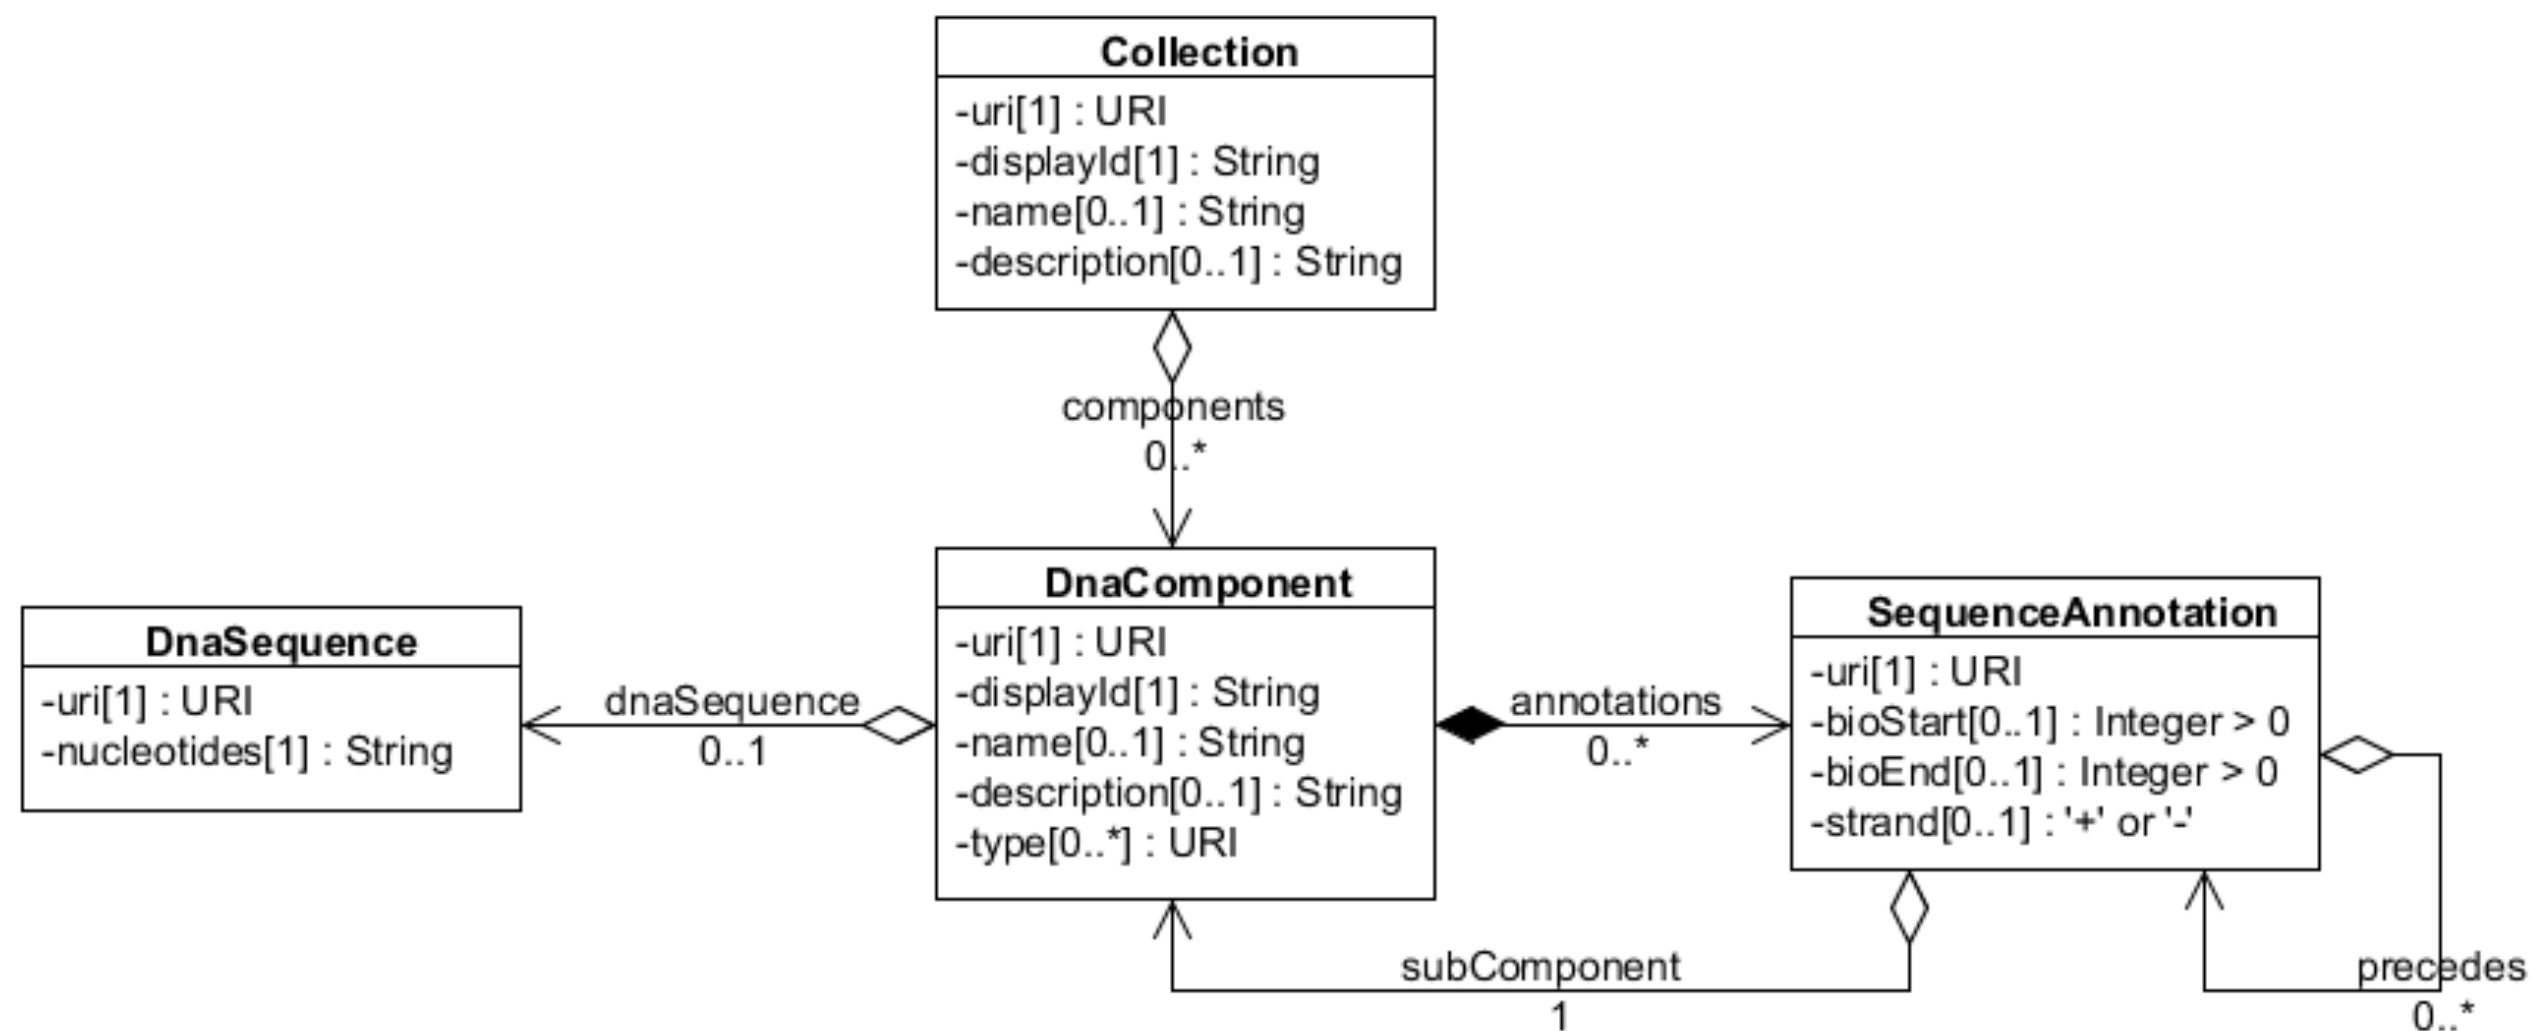 Collection
-uri[1] : URI
-displayId[1] : String
-name[0..1] : String
-description[0..1] : String
components
0..*
DnaSequence
-uri[1] : URI
-nucleotides[1] : String
dnaSequence
0..1
DnaComponent
-uri[1] : URI
-displayId[1] : String
-name[0..1] : String
-description[0..1] : String
-type[0..*] : URI
annotations
0..*
SequenceAnnotation
-uri[1] : URI
-bioStart[0..1] : Integer > 0
-bioEnd[0..1] : Integer > 0
-strand[0..1] : '+' or '-'
subComponent
1
precedes
0..*